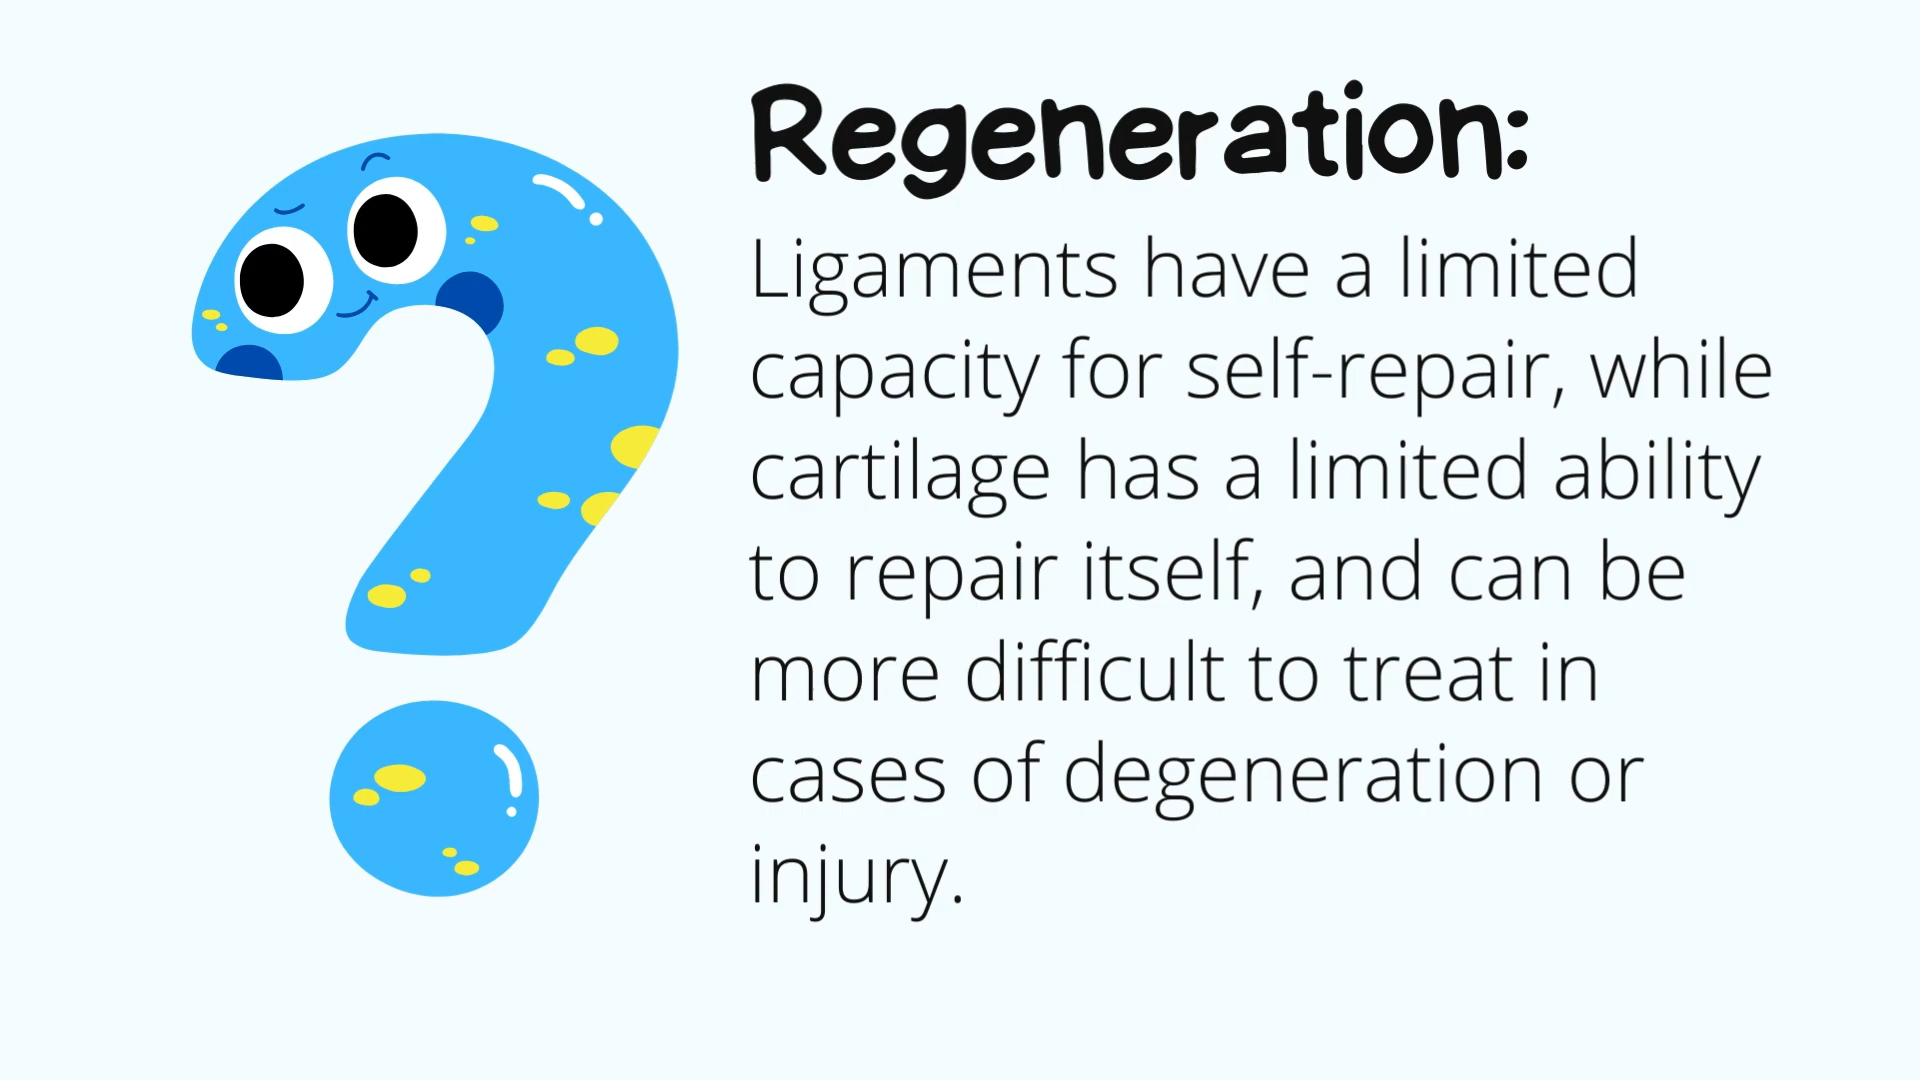 Regeneration:
Ligaments have a limited
capacity for self-repair, while
cartilage has a limited ability
to repair itself, and can be
more difficult to treat in
cases of degeneration or
injury.